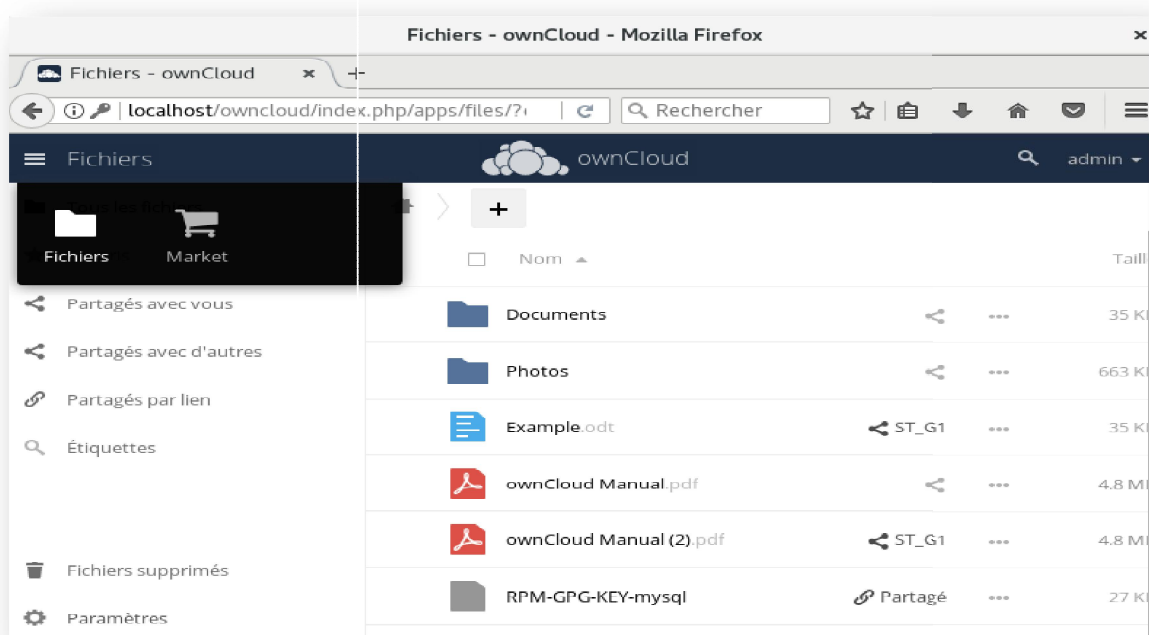 Fichiers - ownCloud - Mozilla Firefox
Fichiers - ownCloud
localhost/owncloud/index.php/apps/files/?
Rechercher
Fichiers
ownCloud
admin
Tous les fichiers
Fichiers
Market
Nom
Taill
Partagés avec vous
Documents
35 K
Partagés avec d'autres
Photos
663 K
Partagés par lien
Example.odt
ST_G1
35 K
Étiquettes
ownCloud Manual.pdf
4.8 M
ownCloud Manual (2).pdf
ST_G1
4.8 M
Fichiers supprimés
RPM-GPG-KEY-mysql
Partagé
27 K
Paramètres